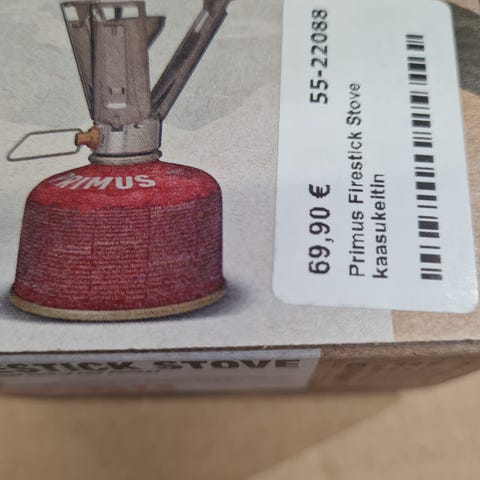 PRIMUS
69,90 € 55-22088
Primus Firestick Stove
kaasukeitin
ESTICK STOVE